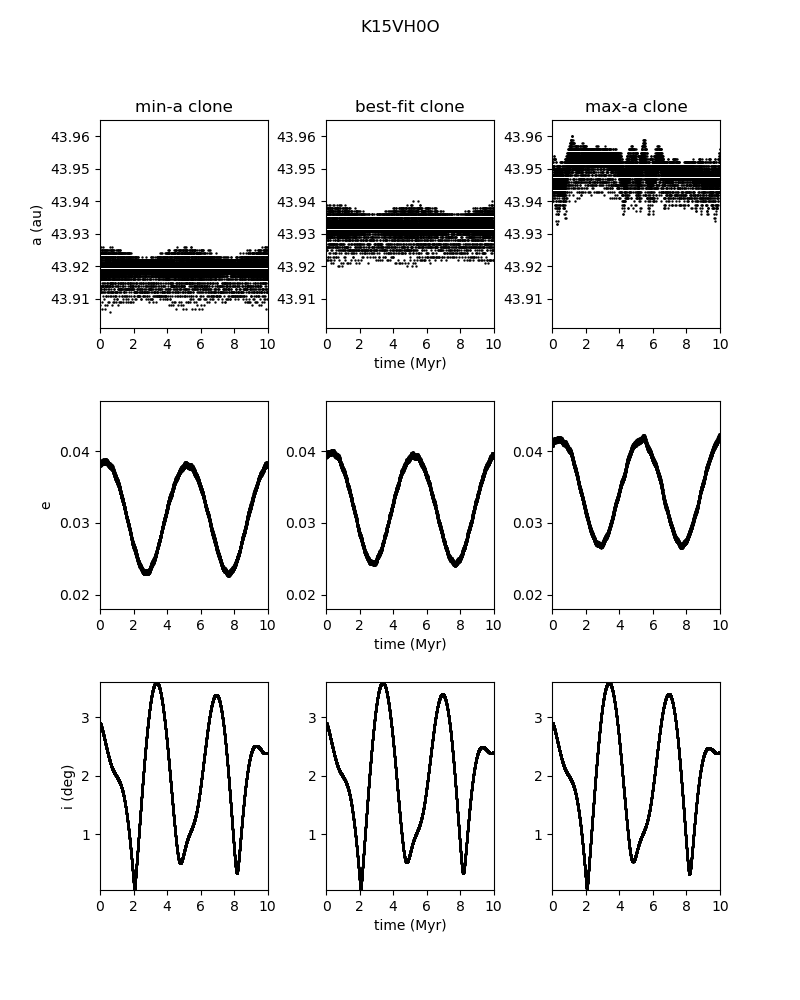 K15VH0O
min-a clone best-fit clone max-a clone
43.96 43.96 43.96
43.95 43.95 43.95
43.94 43.94 43.94
43.93 43.93 43.93
43.92 43.92 43.92
43.91 43.91 43.91
a (au)
0 2 4 6 8 10 0 2 4 6 8 10 0 2 4 6 8 10
time (Myr)
0.04 0.04 0.04
0.03 0.03 0.03
0.02 0.02 0.02
e
0 2 4 6 8 10 0 2 4 6 8 10 0 2 4 6 8 10
time (Myr)
3 3 3
2 2 2
1 1 1
i (deg)
0 2 4 6 8 10 0 2 4 6 8 10 0 2 4 6 8 10
time (Myr)